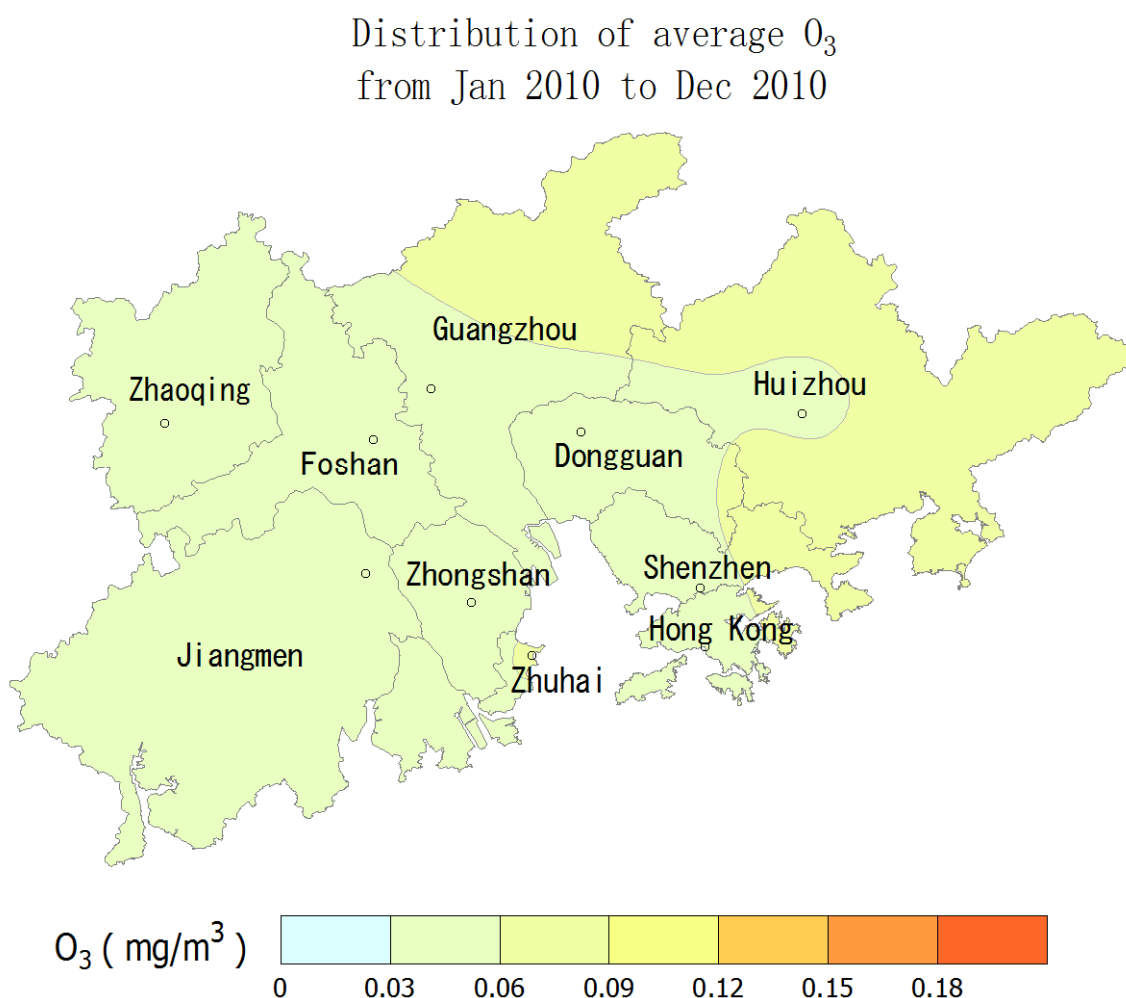 Distribution of average O₃
from Jan 2010 to Dec 2010
Guangzhou
Zhaoqing
Huizhou
Foshan
Dongguan
Zhongshan
Shenzhen
Hong Kong
Jiangmen
Zhuhai
O₃ ( mg/m³ )
0 0.03 0.06 0.09 0.12 0.15 0.18